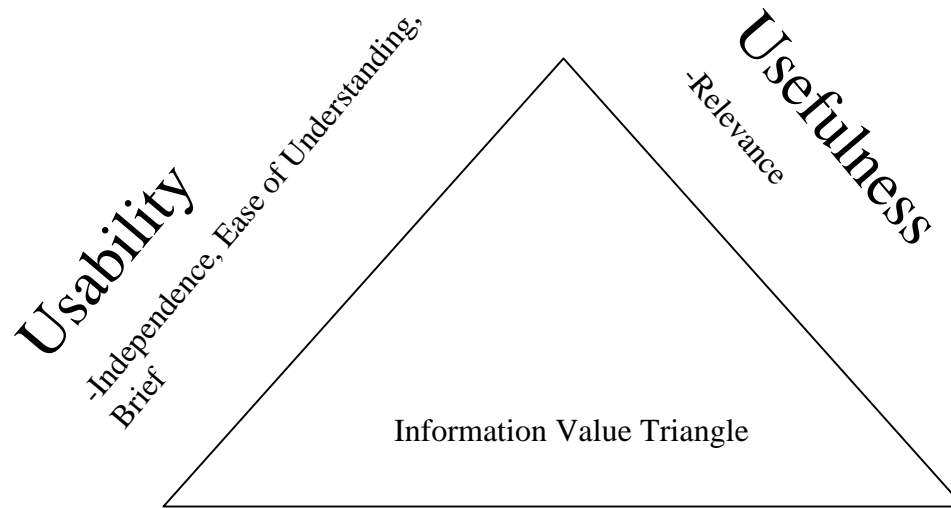 Usability
-Independence, Ease of Understanding,
Brief
Usefulness
-Relevance
Information Value Triangle